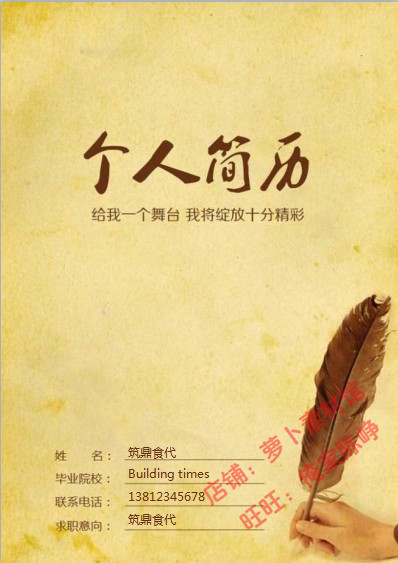 个人简历
给我一个舞台 我将绽放十分精彩
姓 名： 筑鼎食代
毕业院校： Building times
联系电话： 13812345678
求职意向： 筑鼎食代
店铺：萝卜
旺旺：